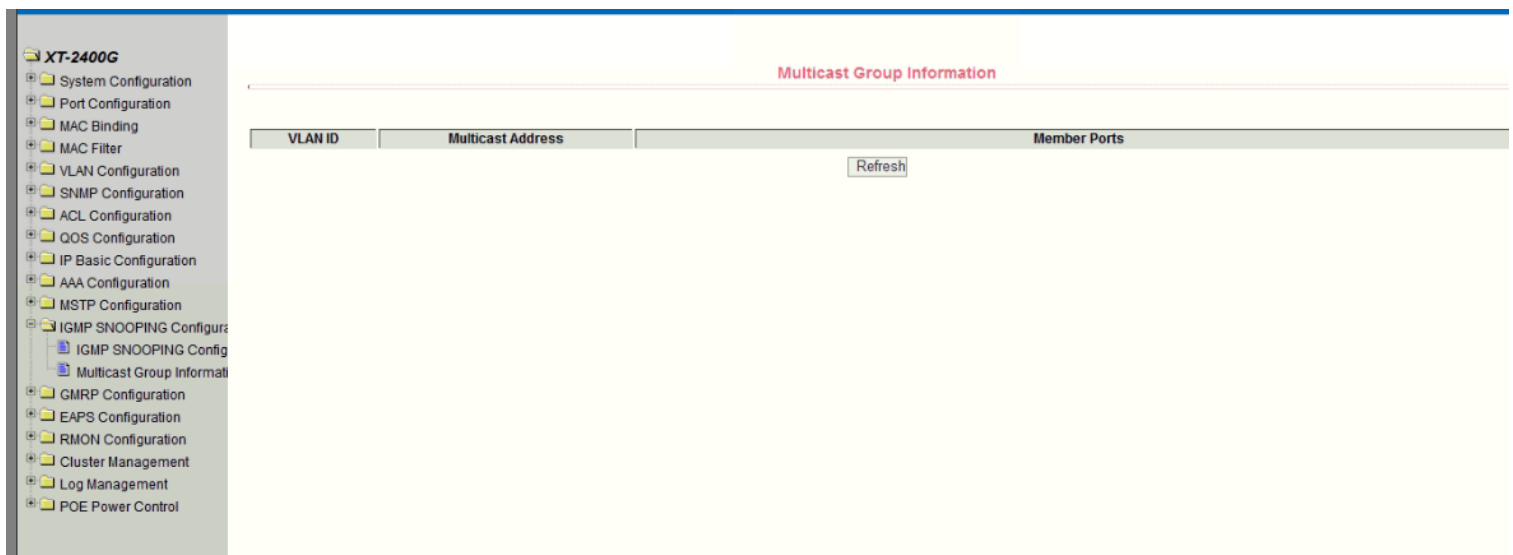 XT-2400G
System Configuration
Port Configuration
MAC Binding
MAC Filter
VLAN Configuration
SNMP Configuration
ACL Configuration
QOS Configuration
IP Basic Configuration
AAA Configuration
MSTP Configuration
IGMP SNOOPING Configura
IGMP SNOOPING Config
Multicast Group Informati
GMRP Configuration
EAPS Configuration
RMON Configuration
Cluster Management
Log Management
POE Power Control
Multicast Group Information
VLAN ID Multicast Address Member Ports
Refresh